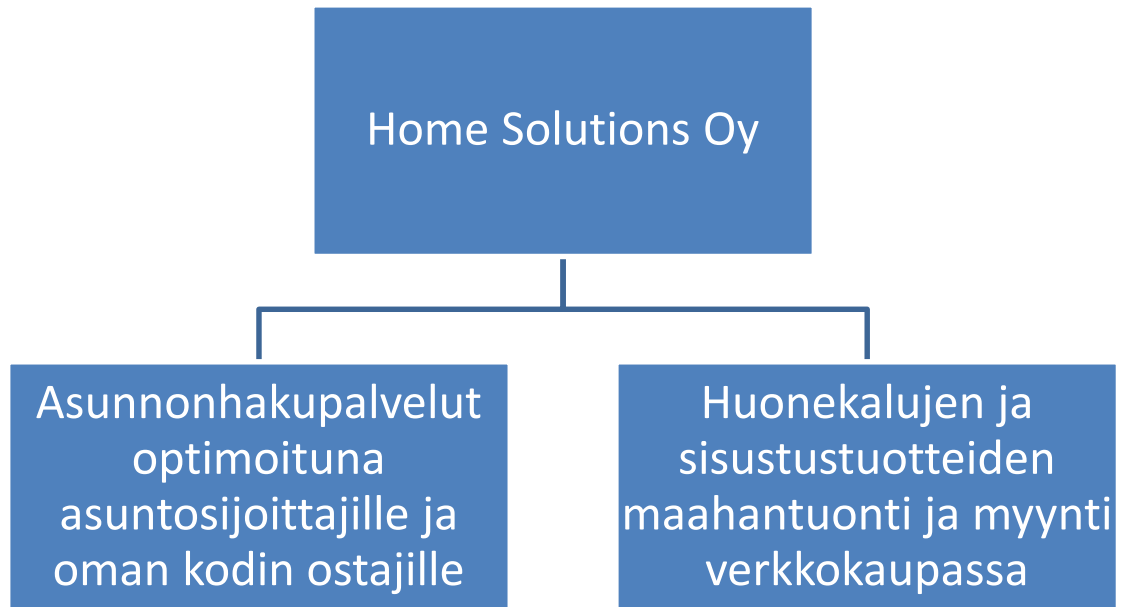 Home Solutions Oy
Asunnonhakupalvelut
optimoituna
asuntosijoittajille ja
oman kodin ostajille
Huonekalujen ja
sisustustuotteiden
maahantuonti ja myynti
verkkokaupassa